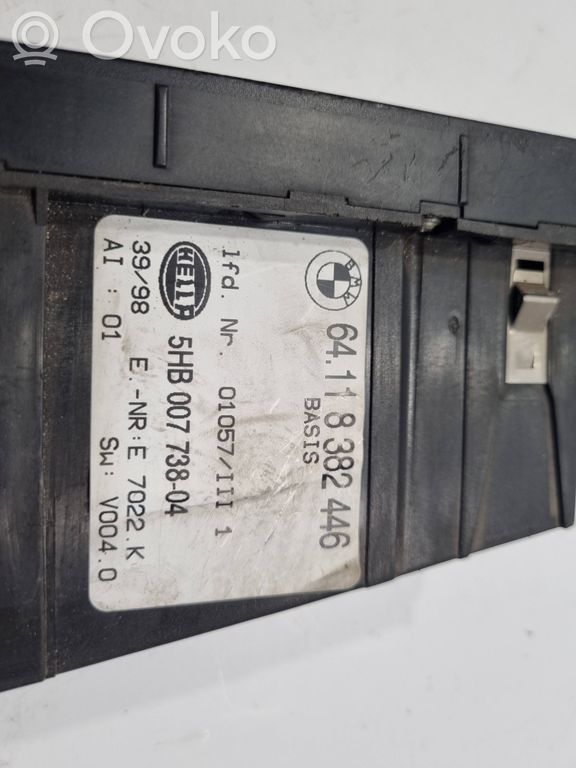 Ovoko
BMW
64.11 8 382 446
BASIS
lfd. Nr. 01057/III 1
HELLA 5HB 007 738-04
39/98 E.-NR:E 7022.K
AI : 01 SW: V004.0